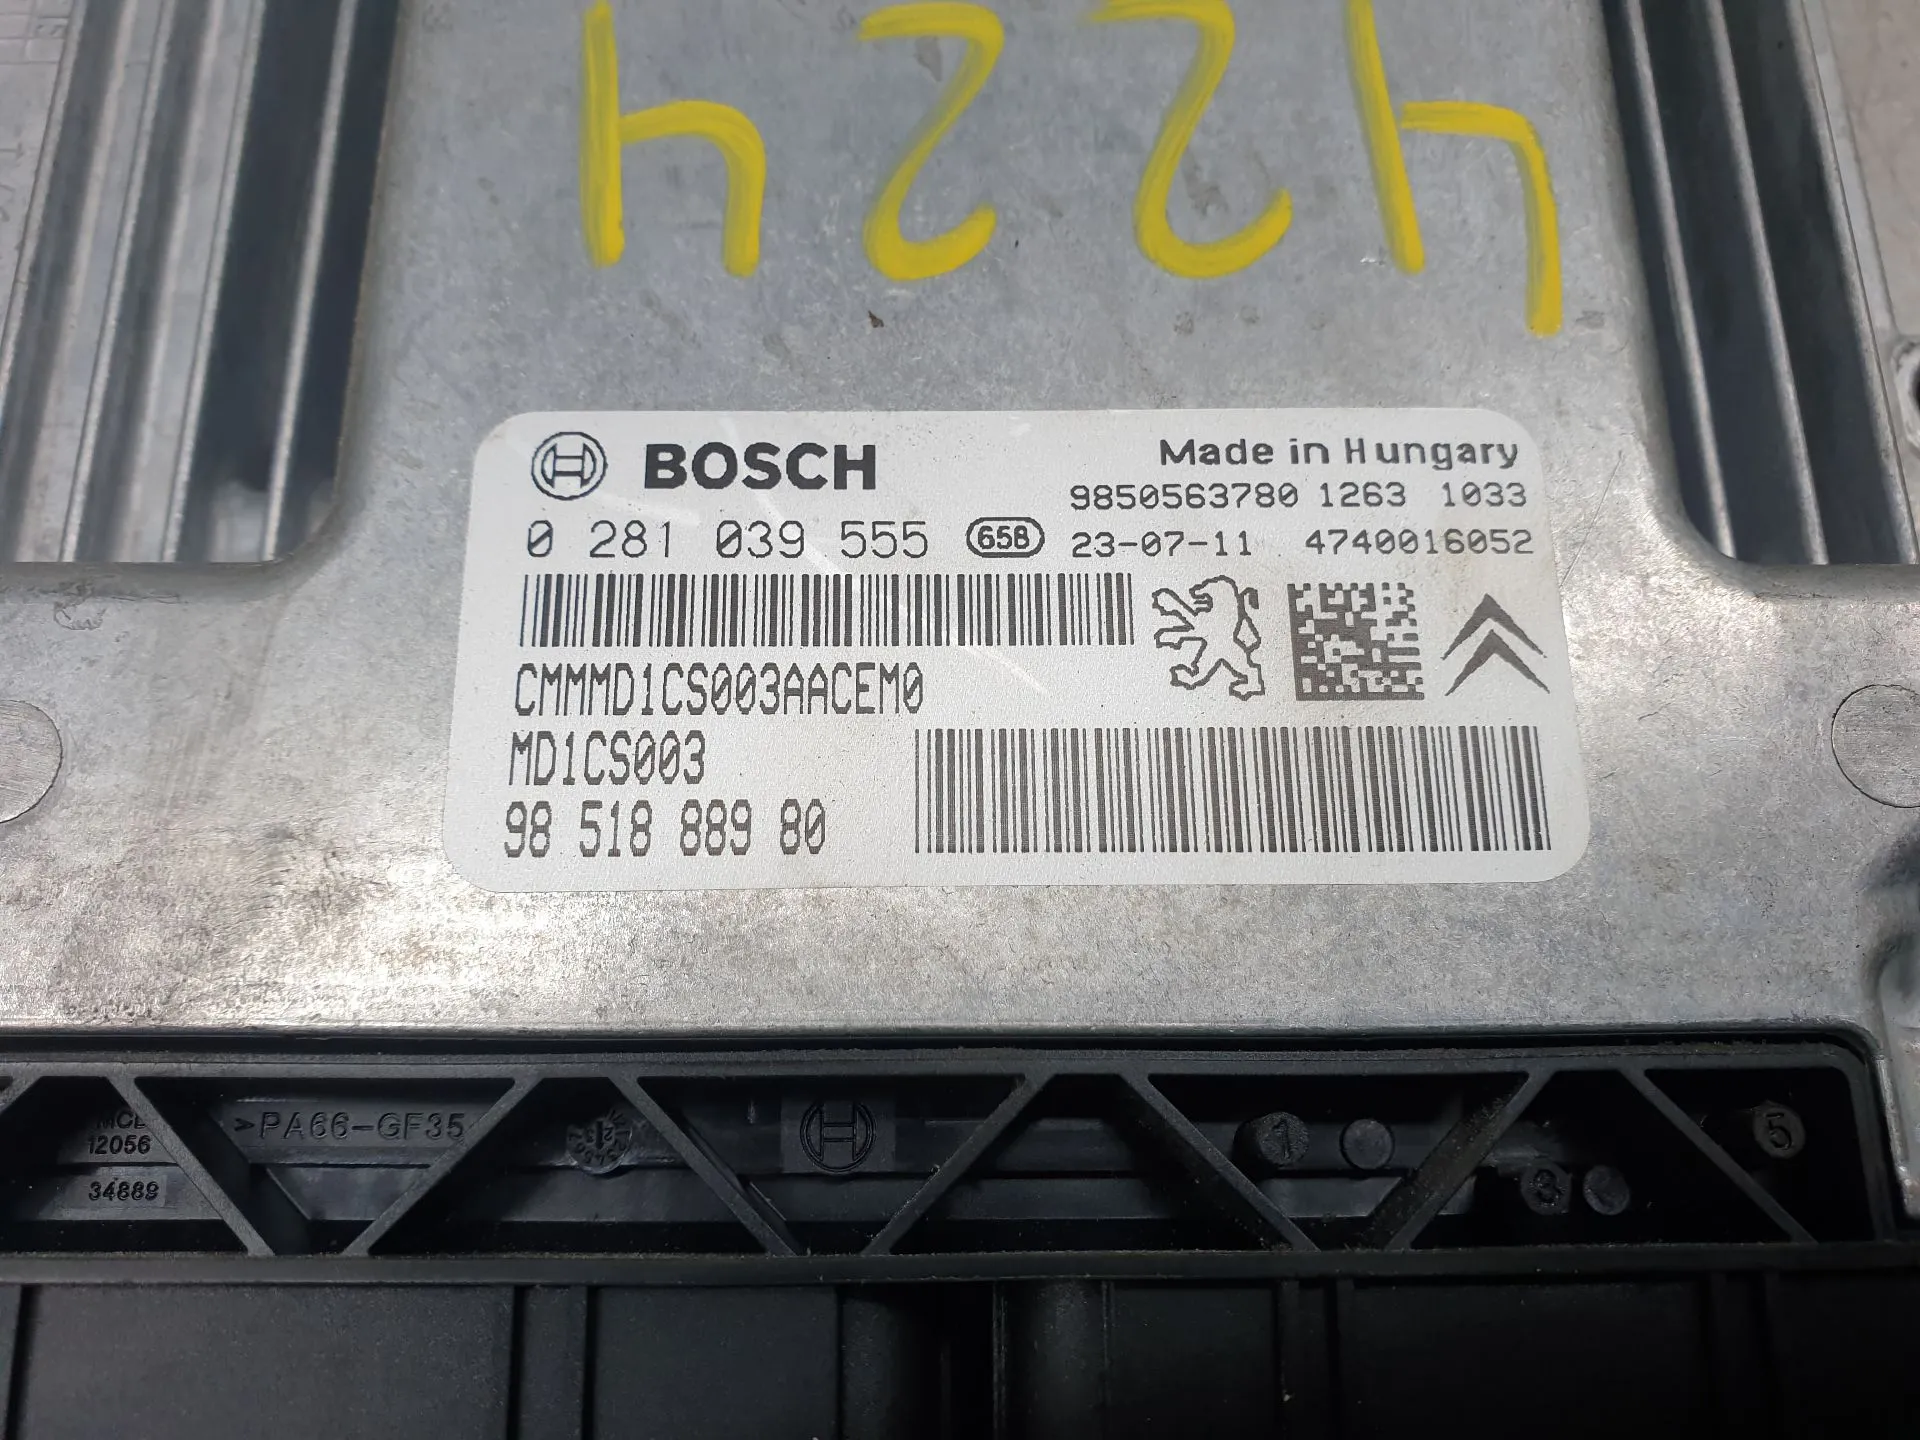 4224
BOSCH
Made in Hungary
9850563780 1263 1033
0 281 039 555 658 23-07-11 4740016052
CMMMD1CS003AACEM0
MD1CS003
98 518 889 80
>PA66-GF35
12056
34889
1
3
5